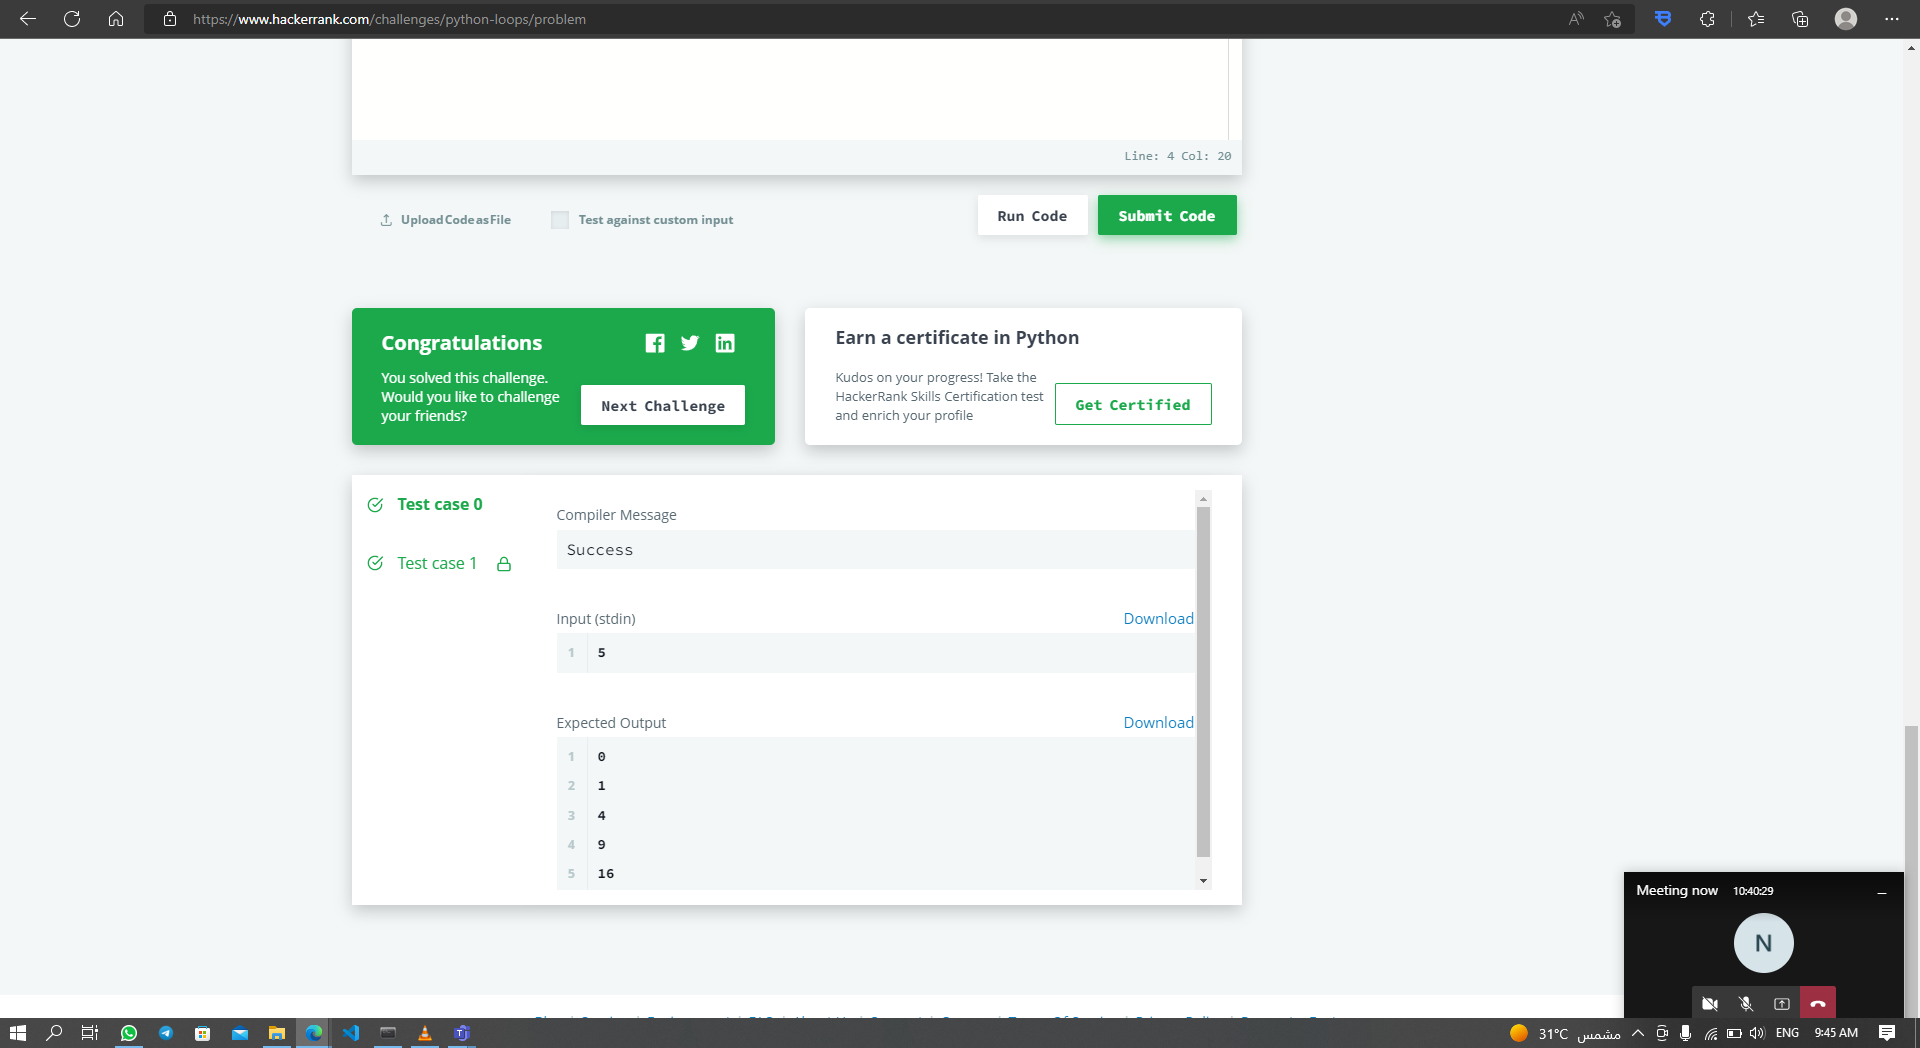 https://www.hackerrank.com/challenges/python-loops/problem
Line: 4 Col: 20
Upload Code as File
Test against custom input
Run Code
Submit Code
Congratulations
You solved this challenge.
Would you like to challenge
your friends?
Next Challenge
Earn a certificate in Python
Kudos on your progress! Take the
HackerRank Skills Certification test
and enrich your profile
Get Certified
Test case 0
Test case 1
Compiler Message
Success
Input (stdin)
Download
1 5
Expected Output
Download
1 0
2 1
3 4
4 9
5 16
Meeting now 10:40:29
N
31°C مشمس
ENG
9:45 AM